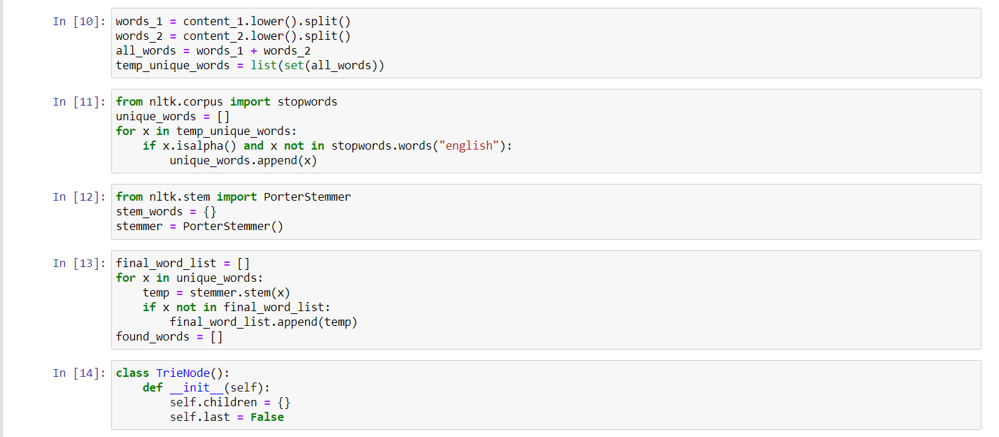 In [10]: words_1 = content_1.lower().split()
words_2 = content_2.lower().split()
all_words = words_1 + words_2
temp_unique_words = list(set(all_words))
In [11]: from nltk.corpus import stopwords
unique_words = []
for x in temp_unique_words:
    if x.isalpha() and x not in stopwords.words("english"):
        unique_words.append(x)
In [12]: from nltk.stem import PorterStemmer
stem_words = {}
stemmer = PorterStemmer()
In [13]: final_word_list = []
for x in unique_words:
    temp = stemmer.stem(x)
    if x not in final_word_list:
        final_word_list.append(temp)
found_words = []
In [14]: class TrieNode():
    def __init__(self):
        self.children = {}
        self.last = False